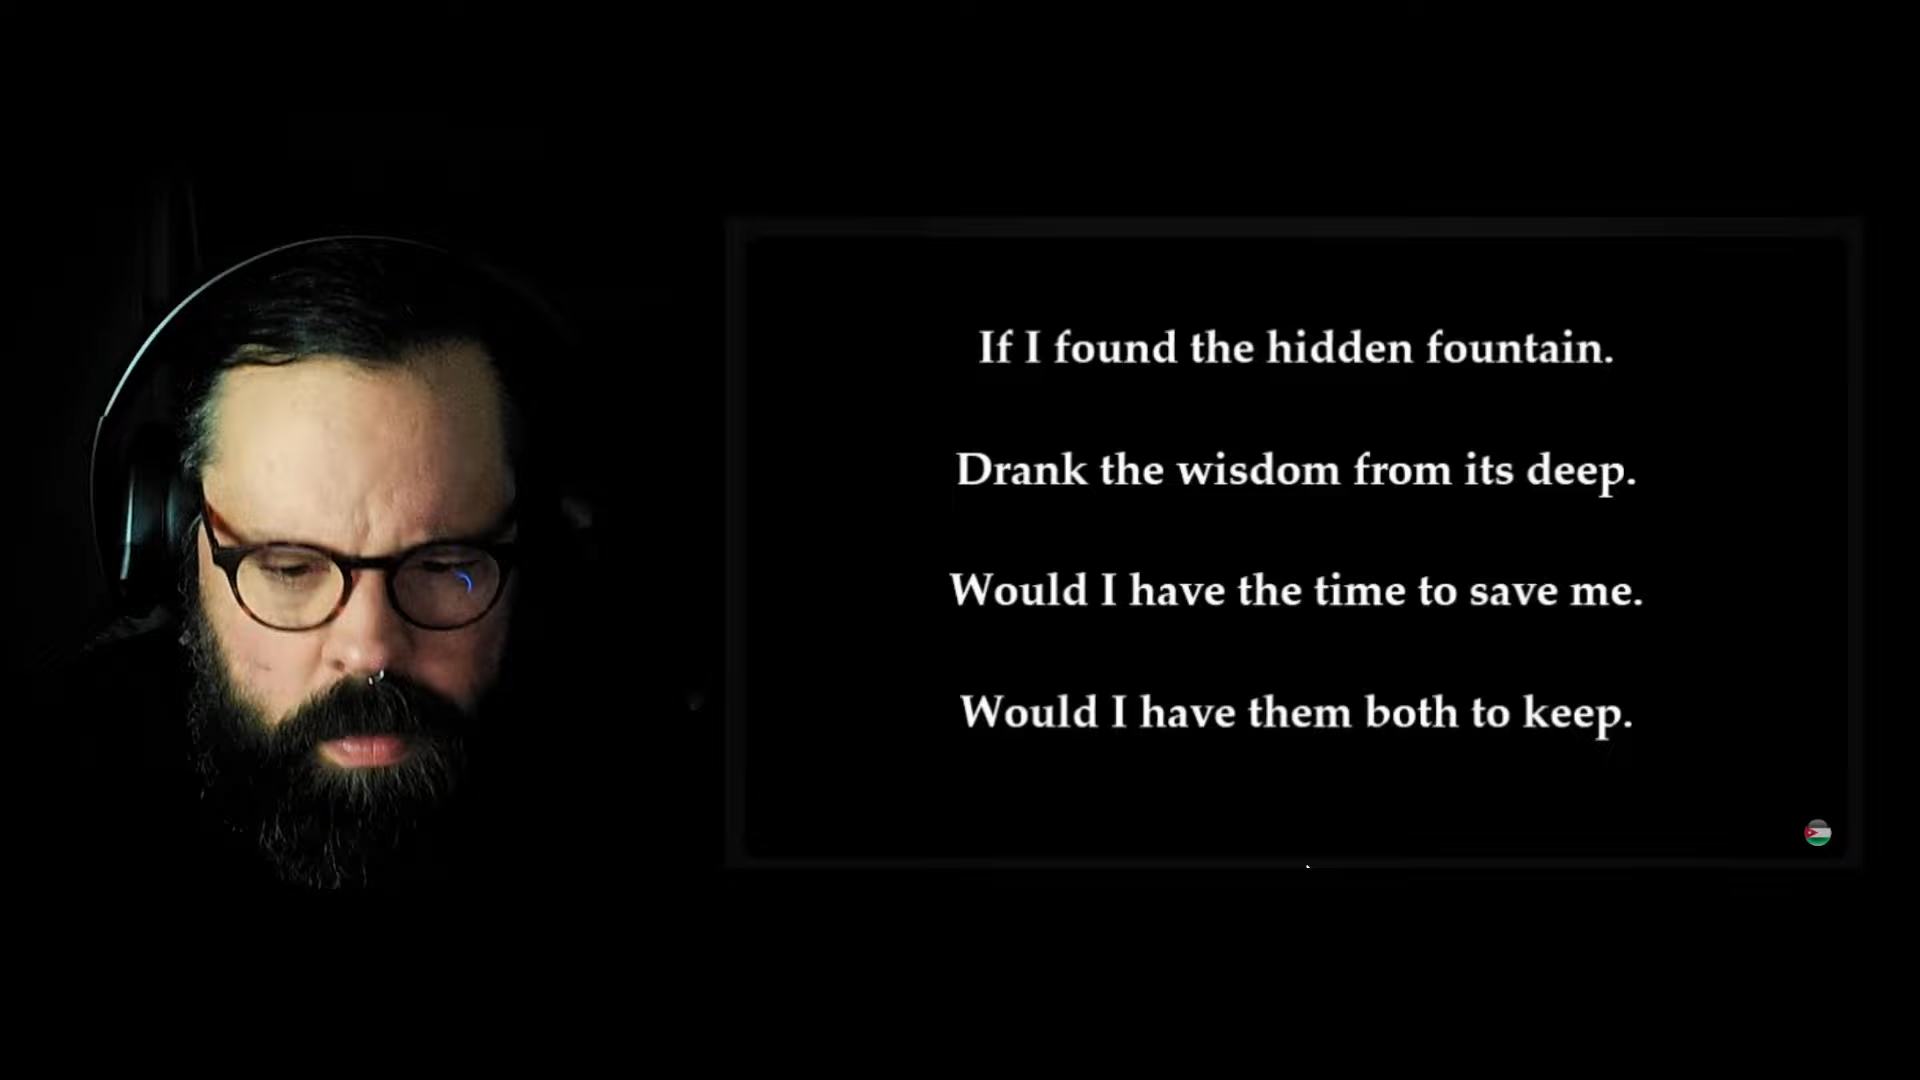 If I found the hidden fountain.
Drank the wisdom from its deep.
Would I have the time to save me.
Would I have them both to keep.